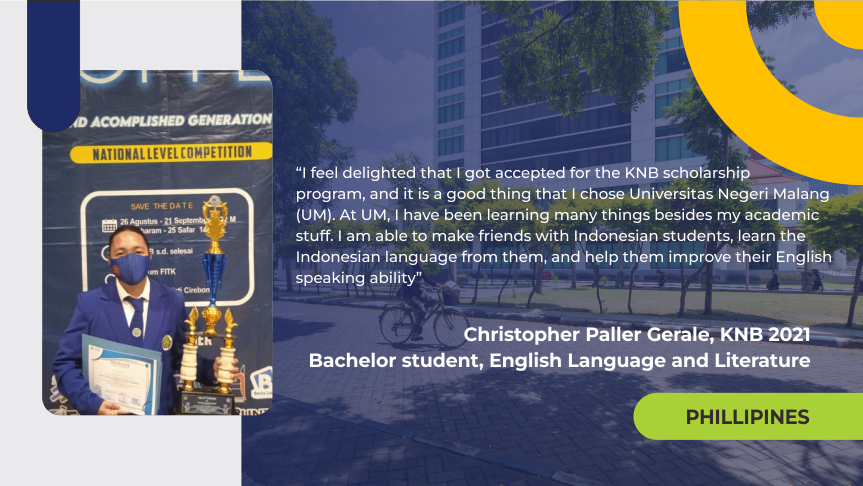 ND ACOMPLISHED GENERATION
NATIONAL LEVEL COMPETITION
SAVE THE DATE
26 Agustus - 21 September
Cirebon
“I feel delighted that I got accepted for the KNB scholarship
program, and it is a good thing that I chose Universitas Negeri Malang
(UM). At UM, I have been learning many things besides my academic
stuff. I am able to make friends with Indonesian students, learn the
Indonesian language from them, and help them improve their English
speaking ability”
Christopher Paller Gerale, KNB 2021
Bachelor student, English Language and Literature
PHILLIPINES